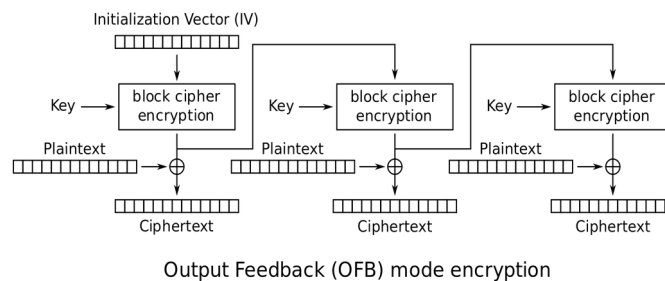 Initialization Vector (IV)
Key
block cipher
encryption
Key
block cipher
encryption
Key
block cipher
encryption
Plaintext
Plaintext
Plaintext
Ciphertext
Ciphertext
Ciphertext
Output Feedback (OFB) mode encryption